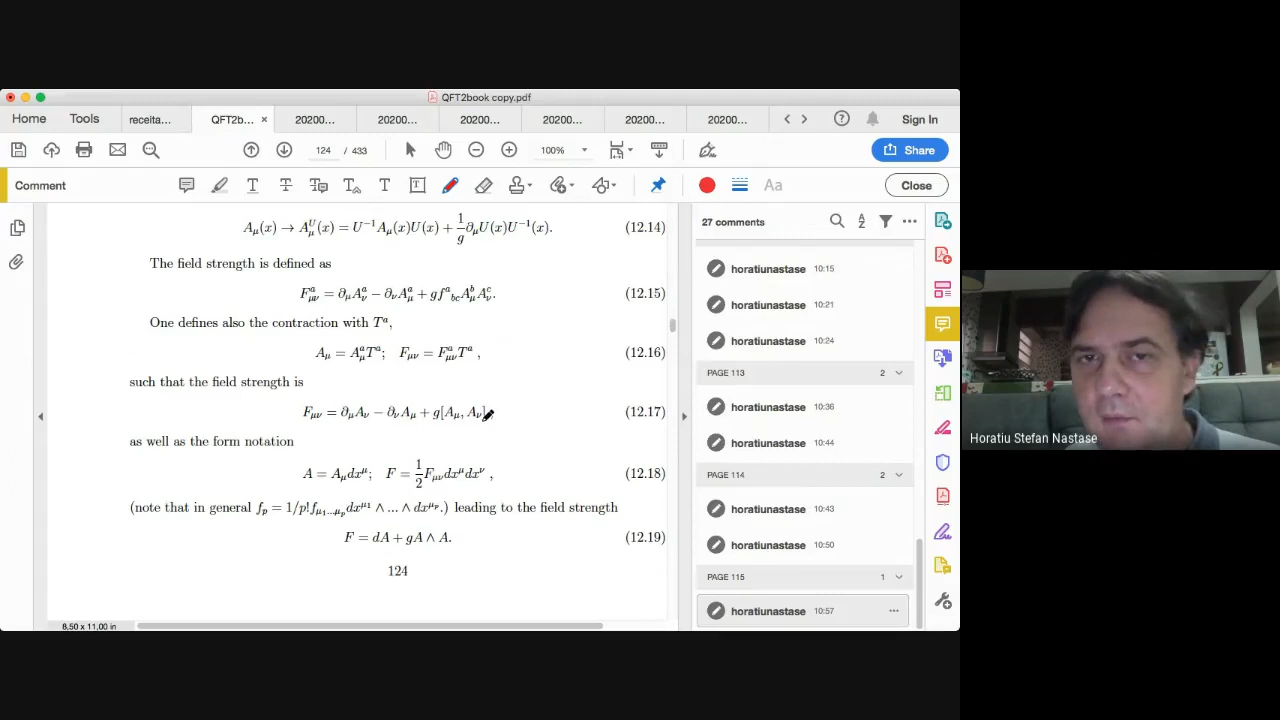 QFT2book copy.pdf
Home Tools receita... QFT2b... × 20200... 20200... 20200... 20200... 20200... 20200... Sign In
124 / 433 100% Share
Comment Aa Close
A_μ(x) → A_μ^U(x) = U^{-1}A_μ(x)U(x) + 1/g ∂_μU(x)U^{-1}(x). (12.14)
The field strength is defined as
F^a_{μν} = ∂_μA^a_ν − ∂_νA^a_μ + gf^a_{bc}A^b_μA^c_ν. (12.15)
One defines also the contraction with T^a,
A_μ = A^a_μT^a; F_{μν} = F^a_{μν}T^a , (12.16)
such that the field strength is
F_{μν} = ∂_μA_ν − ∂_νA_μ + g[A_μ, A_ν] (12.17)
as well as the form notation
A = A_μdx^μ; F = 1/2 F_{μν}dx^μdx^ν , (12.18)
(note that in general f_p = 1/p!f_{μ_1...μ_p}dx^{μ_1} ∧ ... ∧ dx^{μ_p}.) leading to the field strength
F = dA + gA ∧ A. (12.19)
124
8,50 x 11,00 in
27 comments
horatiunastase 10:15
horatiunastase 10:21
horatiunastase 10:24
PAGE 113 2
horatiunastase 10:36
horatiunastase 10:44
PAGE 114 2
horatiunastase 10:43
horatiunastase 10:50
PAGE 115 1
horatiunastase 10:57
Horatiu Stefan Nastase